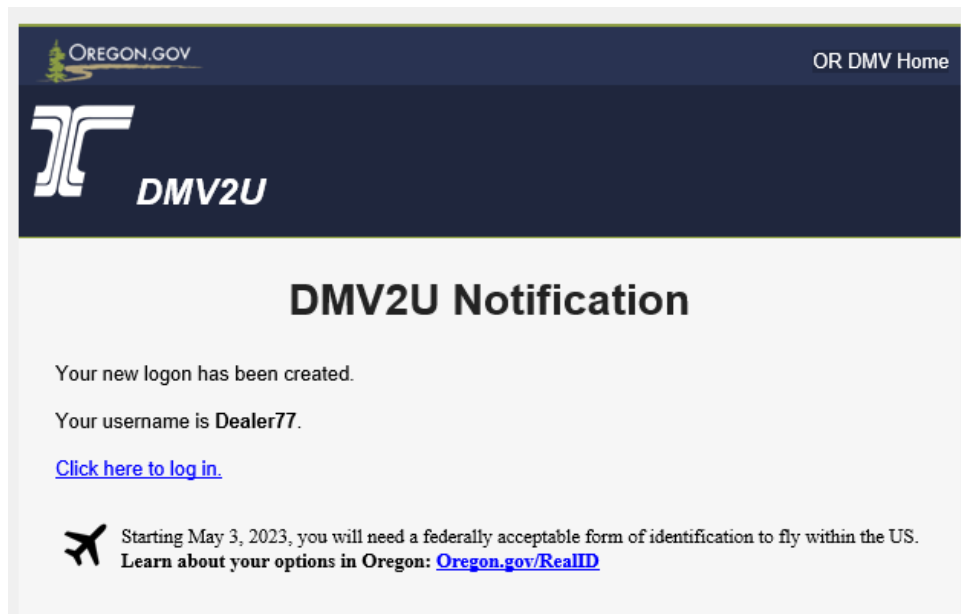 OREGON.GOV
OR DMV Home
DMV2U
DMV2U Notification
Your new logon has been created.
Your username is Dealer77.
Click here to log in.
Starting May 3, 2023, you will need a federally acceptable form of identification to fly within the US.
Learn about your options in Oregon: Oregon.gov/RealID